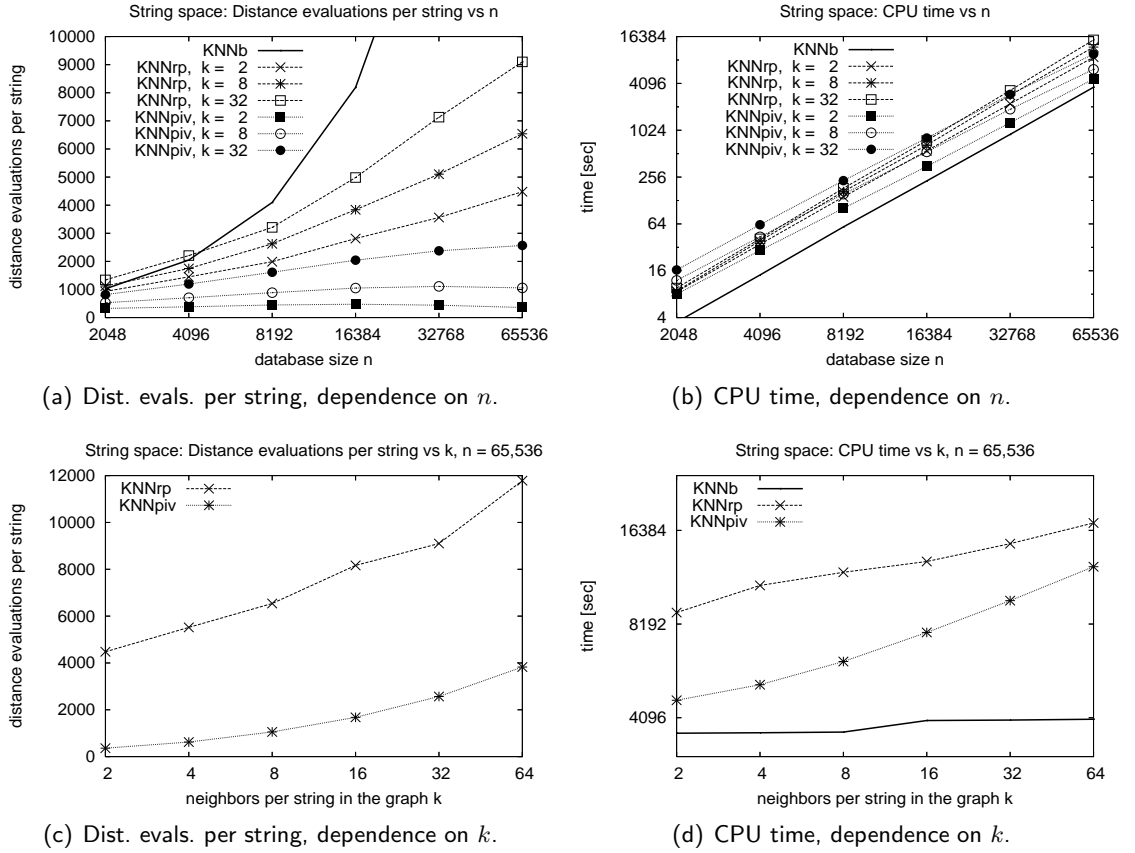 String space: Distance evaluations per string vs n
distance evaluations per string
10000
9000
8000
7000
6000
5000
4000
3000
2000
1000
0
KNNb
KNNrp, k = 2
KNNrp, k = 8
KNNrp, k = 32
KNNpiv, k = 2
KNNpiv, k = 8
KNNpiv, k = 32
2048 4096 8192 16384 32768 65536
database size n
(a) Dist. evals. per string, dependence on n.
String space: CPU time vs n
time [sec]
16384
4096
1024
256
64
16
4
KNNb
KNNrp, k = 2
KNNrp, k = 8
KNNrp, k = 32
KNNpiv, k = 2
KNNpiv, k = 8
KNNpiv, k = 32
2048 4096 8192 16384 32768 65536
database size n
(b) CPU time, dependence on n.
String space: Distance evaluations per string vs k, n = 65,536
distance evaluations per string
12000
10000
8000
6000
4000
2000
0
KNNrp
KNNpiv
2 4 8 16 32 64
neighbors per string in the graph k
(c) Dist. evals. per string, dependence on k.
String space: CPU time vs k, n = 65,536
time [sec]
16384
8192
4096
KNNb
KNNrp
KNNpiv
2 4 8 16 32 64
neighbors per string in the graph k
(d) CPU time, dependence on k.